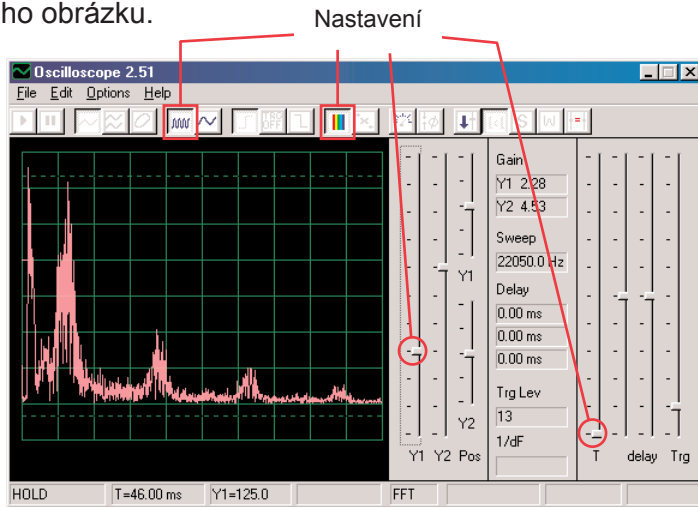 ho obrázku.
Nastavení
Oscilloscope 2.51
File Edit Options Help
TRG OFF
S W
Gain
Y1 2.28
Y2 4.53
Sweep
22050.0 Hz
Y1
Delay
0.00 ms
0.00 ms
0.00 ms
Trg Lev
13
Y2
1/dF
Y1 Y2 Pos
T delay Trg
HOLD T=46.00 ms Y1=125.0 FFT